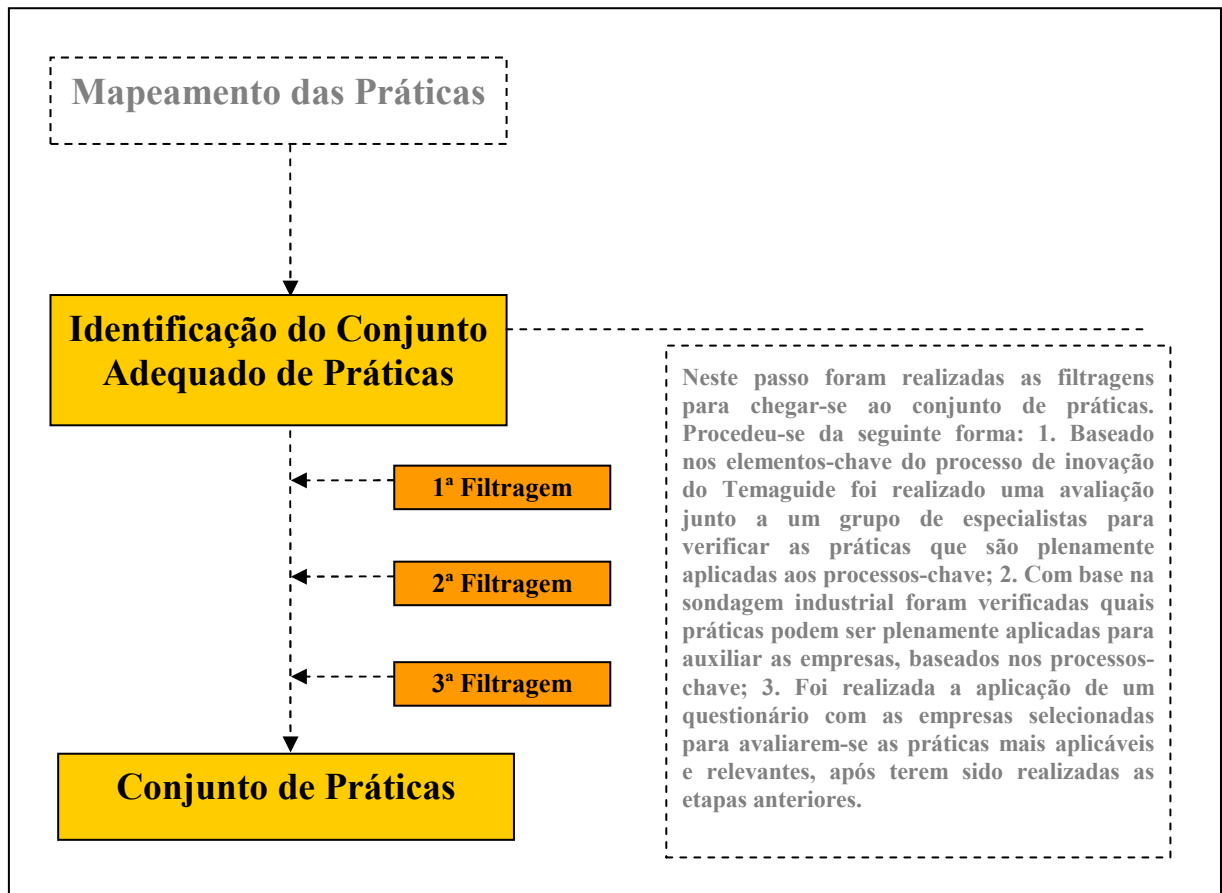 Mapeamento das Práticas
Identificação do Conjunto
Adequado de Práticas
1ª Filtragem
2ª Filtragem
3ª Filtragem
Conjunto de Práticas
Neste passo foram realizadas as filtragens
para chegar-se ao conjunto de práticas.
Procedeu-se da seguinte forma: 1. Baseado
nos elementos-chave do processo de inovação
do Temaguide foi realizado uma avaliação
junto a um grupo de especialistas para
verificar as práticas que são plenamente
aplicadas aos processos-chave; 2. Com base na
sondagem industrial foram verificadas quais
práticas podem ser plenamente aplicadas para
auxiliar as empresas, baseados nos processos-
chave; 3. Foi realizada a aplicação de um
questionário com as empresas selecionadas
para avaliarem-se as práticas mais aplicáveis
e relevantes, após terem sido realizadas as
etapas anteriores.